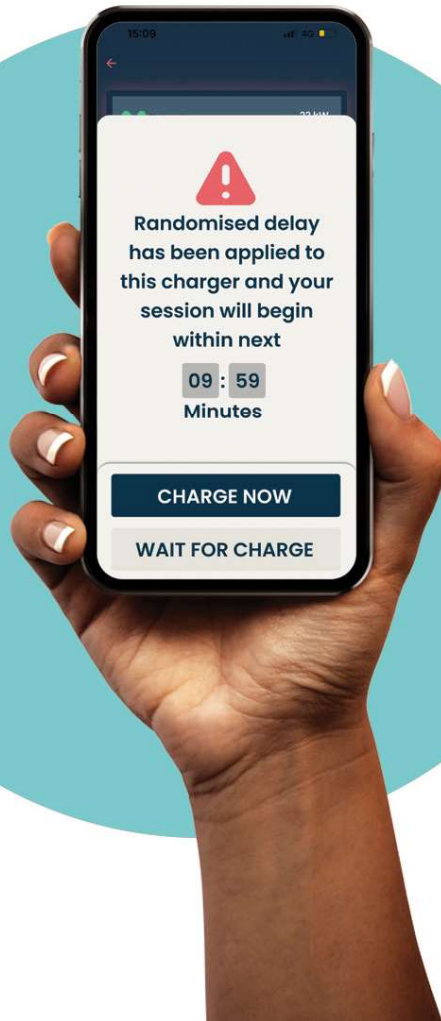 15:09 4G
22 kW
Randomised delay
has been applied to
this charger and your
session will begin
within next
09 : 59
Minutes
CHARGE NOW
WAIT FOR CHARGE